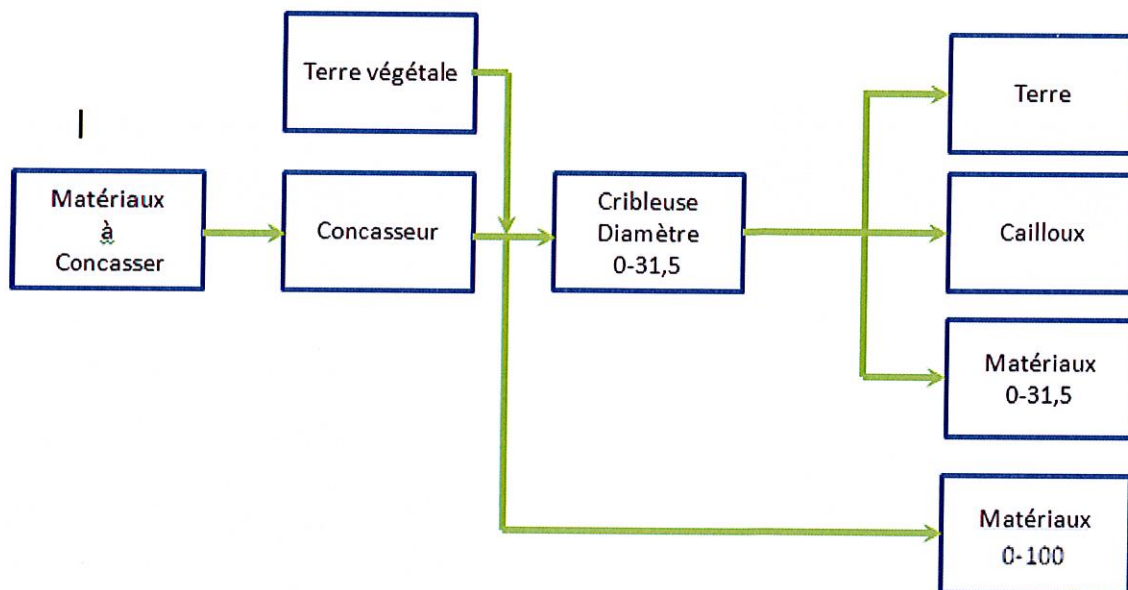 Terre végétale
Terre
Matériaux
à
Concasser
Concasseur
Cribleuse
Diamètre
0-31,5
Cailloux
Matériaux
0-31,5
Matériaux
0-100